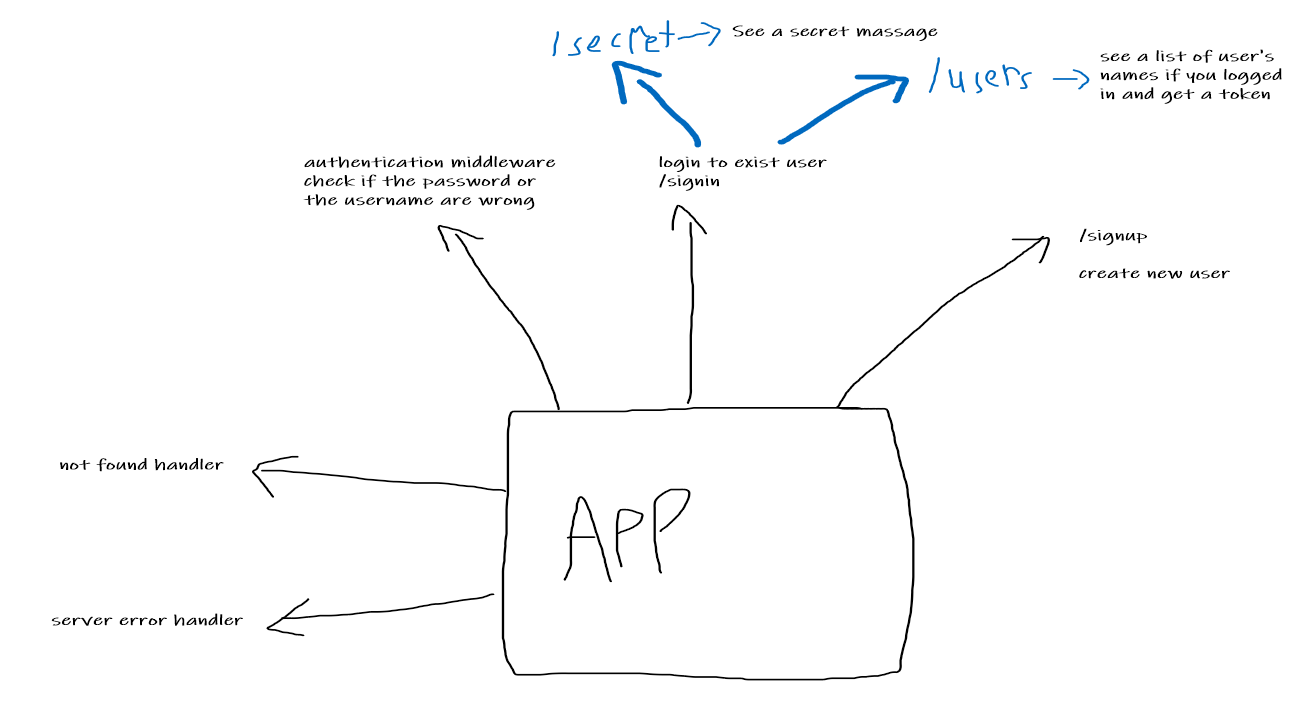 /secret
See a secret massage
/users
see a list of user's
names if you logged
in and get a token
authentication middleware
check if the password or
the username are wrong
login to exist user
/signin
/signup
create new user
not found handler
APP
server error handler